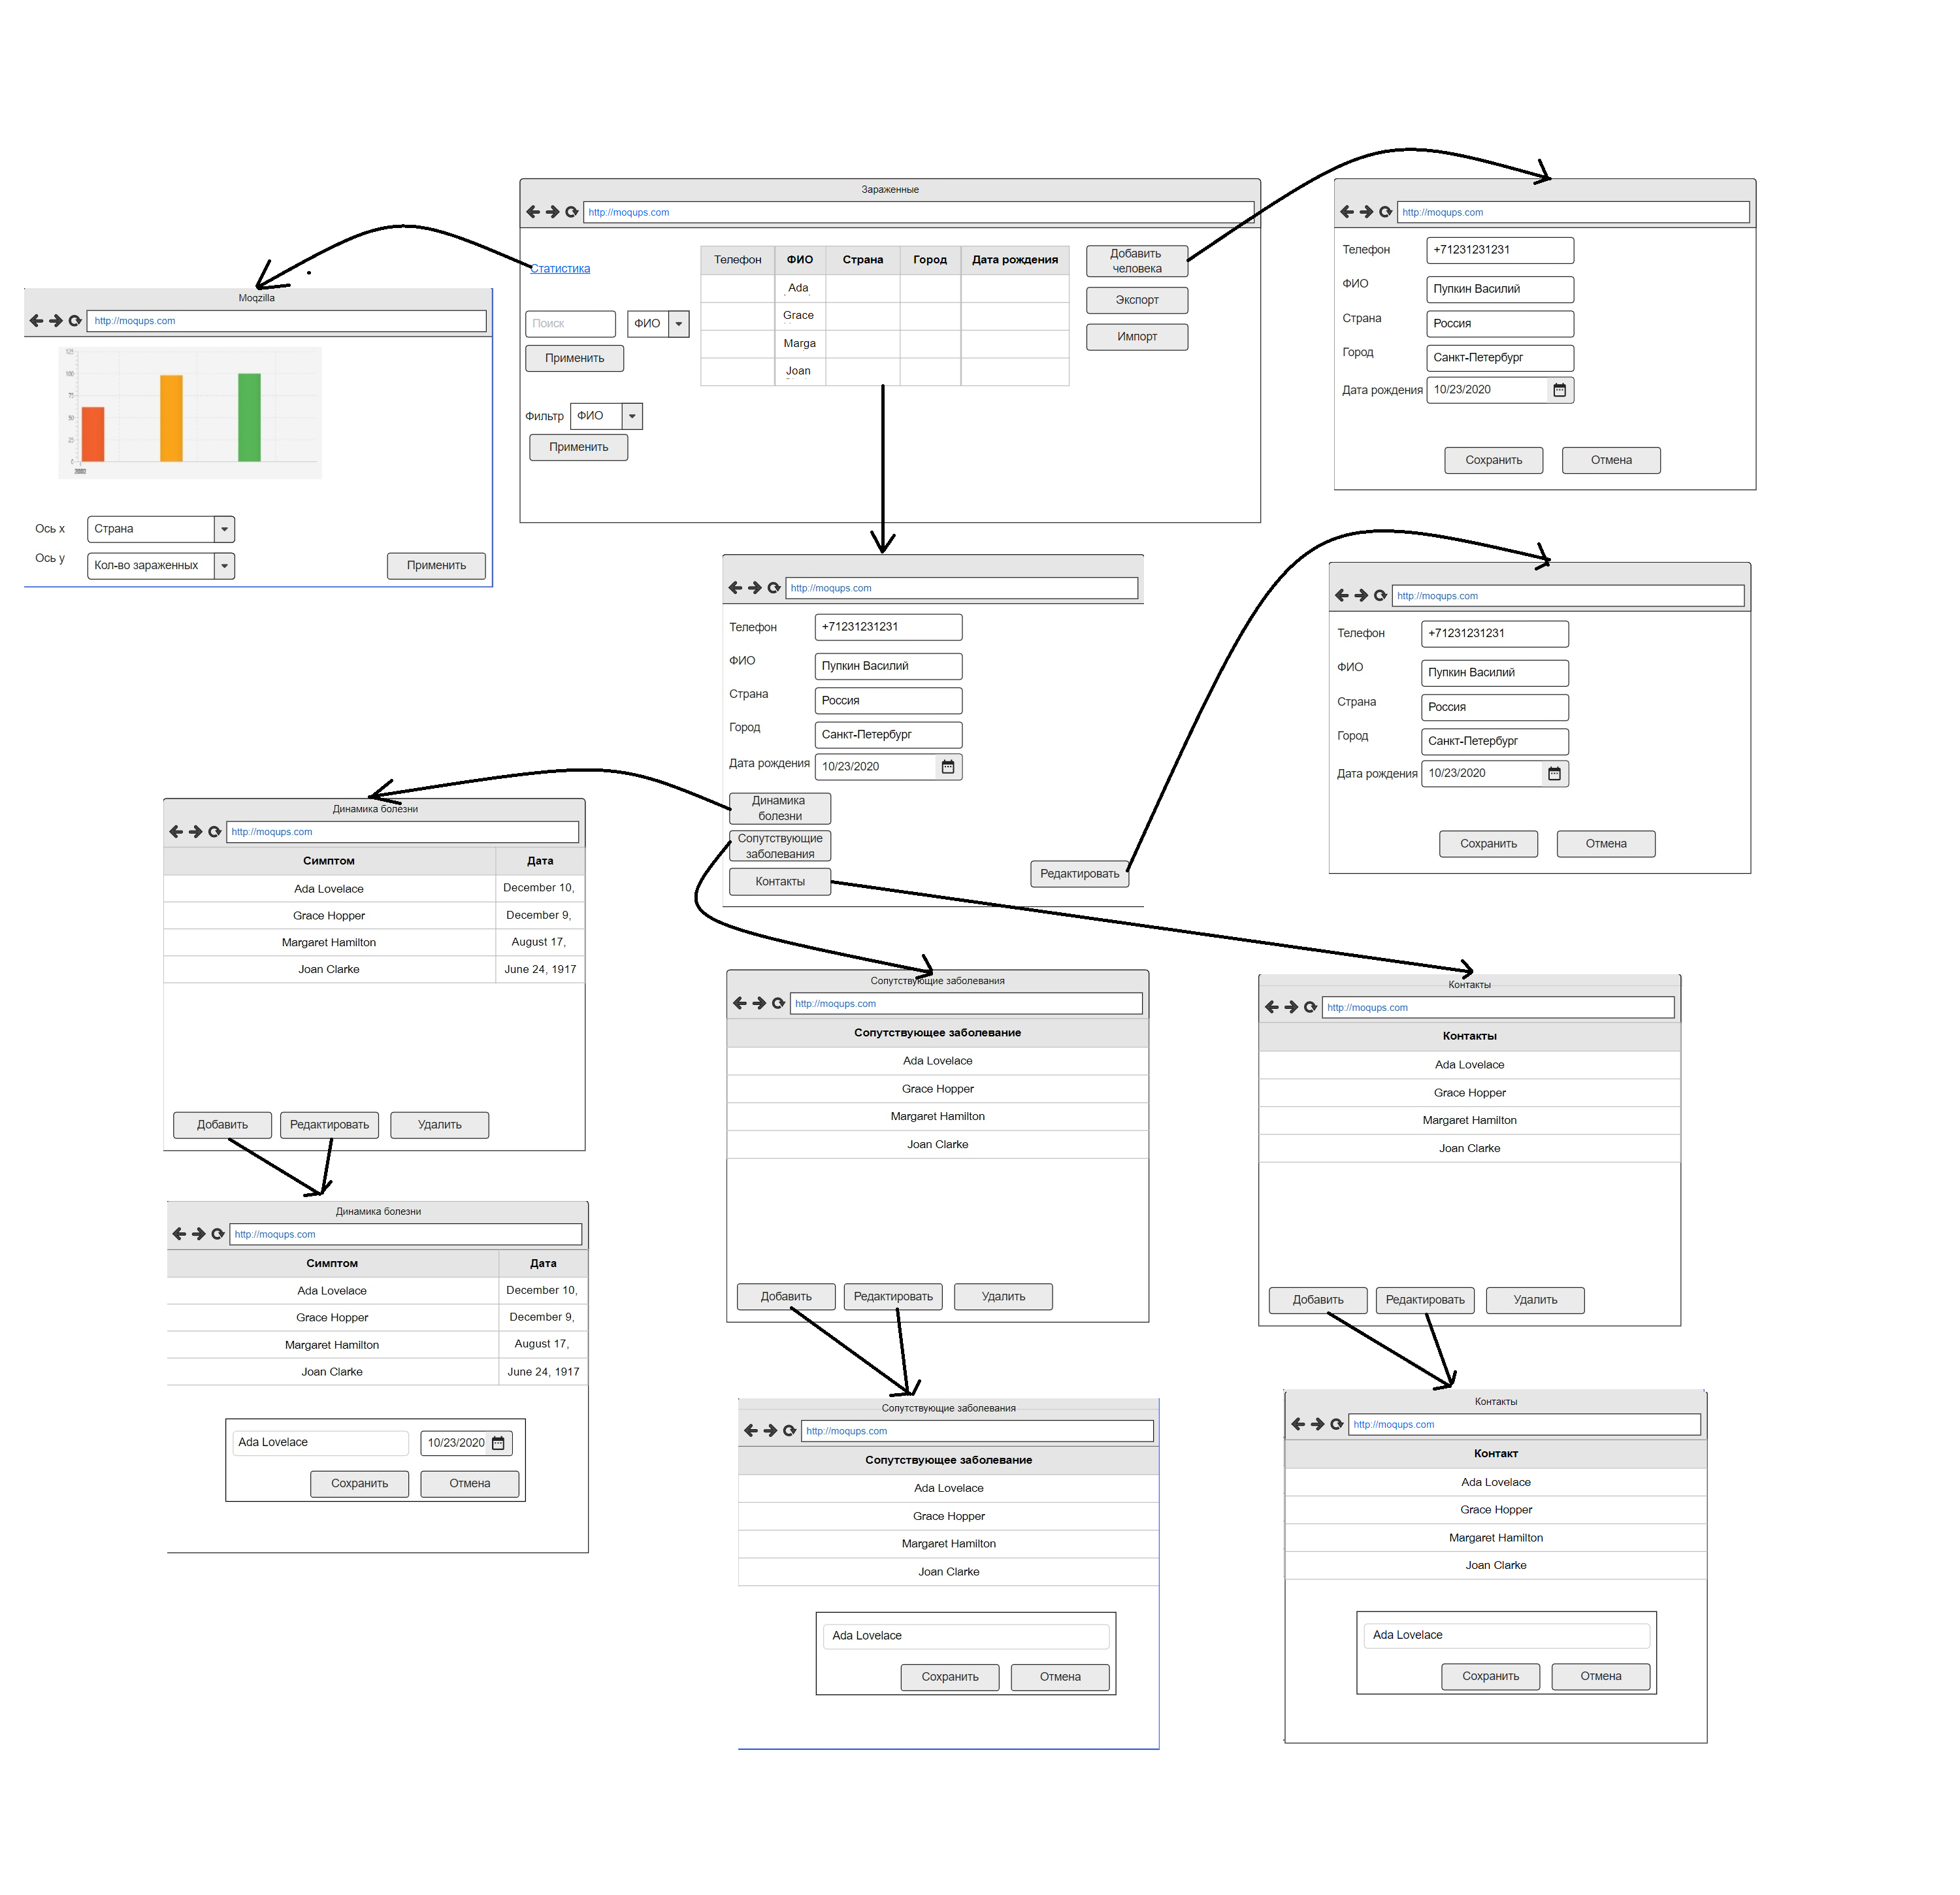 Зараженные
http://moqups.com
Статистика
Поиск
ФИО
Применить
Фильтр ФИО
Применить
Телефон ФИО Страна Город Дата рождения
Ada
Grace
Marga
Joan
Добавить
человека
Экспорт
Импорт
http://moqups.com
Телефон +71231231231
ФИО Пупкин Василий
Страна Россия
Город Санкт-Петербург
Дата рождения 10/23/2020
Сохранить Отмена
Moqzilla
http://moqups.com
125
100
75
50
25
0
Ось x Страна
Ось y Кол-во зараженных
Применить
http://moqups.com
Телефон +71231231231
ФИО Пупкин Василий
Страна Россия
Город Санкт-Петербург
Дата рождения 10/23/2020
Динамика
болезни
Сопутствующие
заболевания
Контакты
Редактировать
http://moqups.com
Телефон +71231231231
ФИО Пупкин Василий
Страна Россия
Город Санкт-Петербург
Дата рождения 10/23/2020
Сохранить Отмена
Динамика болезни
http://moqups.com
Симптом Дата
Ada Lovelace December 10,
Grace Hopper December 9,
Margaret Hamilton August 17,
Joan Clarke June 24, 1917
Добавить Редактировать Удалить
Сопутствующие заболевания
http://moqups.com
Сопутствующее заболевание
Ada Lovelace
Grace Hopper
Margaret Hamilton
Joan Clarke
Добавить Редактировать Удалить
Контакты
http://moqups.com
Контакты
Ada Lovelace
Grace Hopper
Margaret Hamilton
Joan Clarke
Добавить Редактировать Удалить
Динамика болезни
http://moqups.com
Симптом Дата
Ada Lovelace December 10,
Grace Hopper December 9,
Margaret Hamilton August 17,
Joan Clarke June 24, 1917
Ada Lovelace 10/23/2020
Сохранить Отмена
Сопутствующие заболевания
http://moqups.com
Сопутствующее заболевание
Ada Lovelace
Grace Hopper
Margaret Hamilton
Joan Clarke
Ada Lovelace
Сохранить Отмена
Контакты
http://moqups.com
Контакт
Ada Lovelace
Grace Hopper
Margaret Hamilton
Joan Clarke
Ada Lovelace
Сохранить Отмена